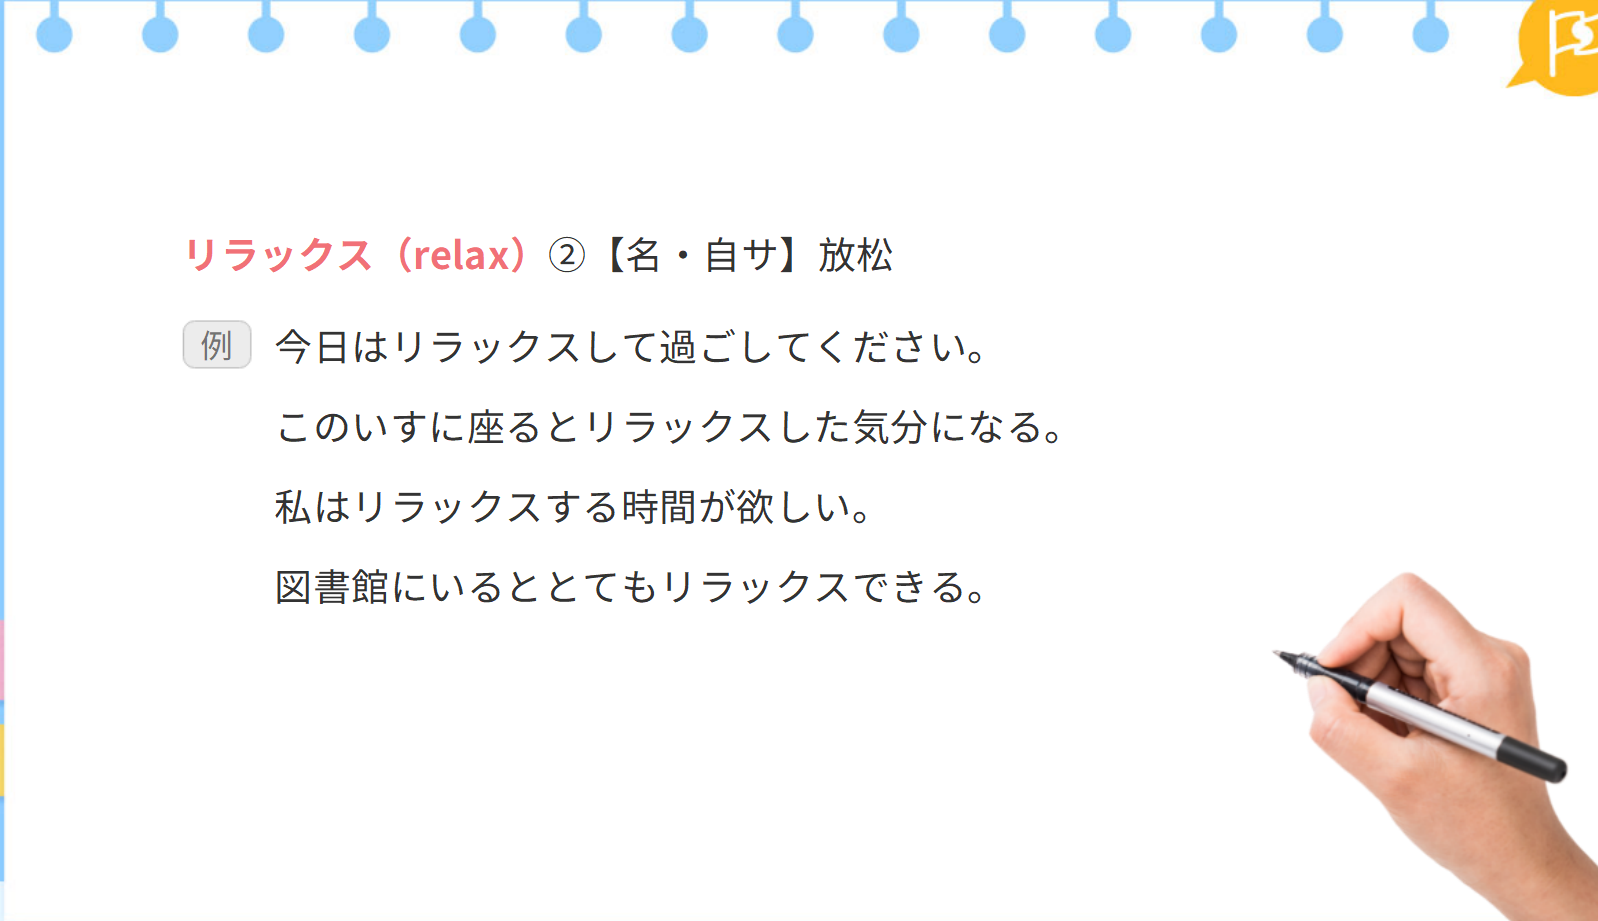 リラックス（relax）②【名・自サ】放松
例 今日はリラックスして過ごしてください。
このいすに座るとリラックスした気分になる。
私はリラックスする時間が欲しい。
図書館にいるととてもリラックスできる。